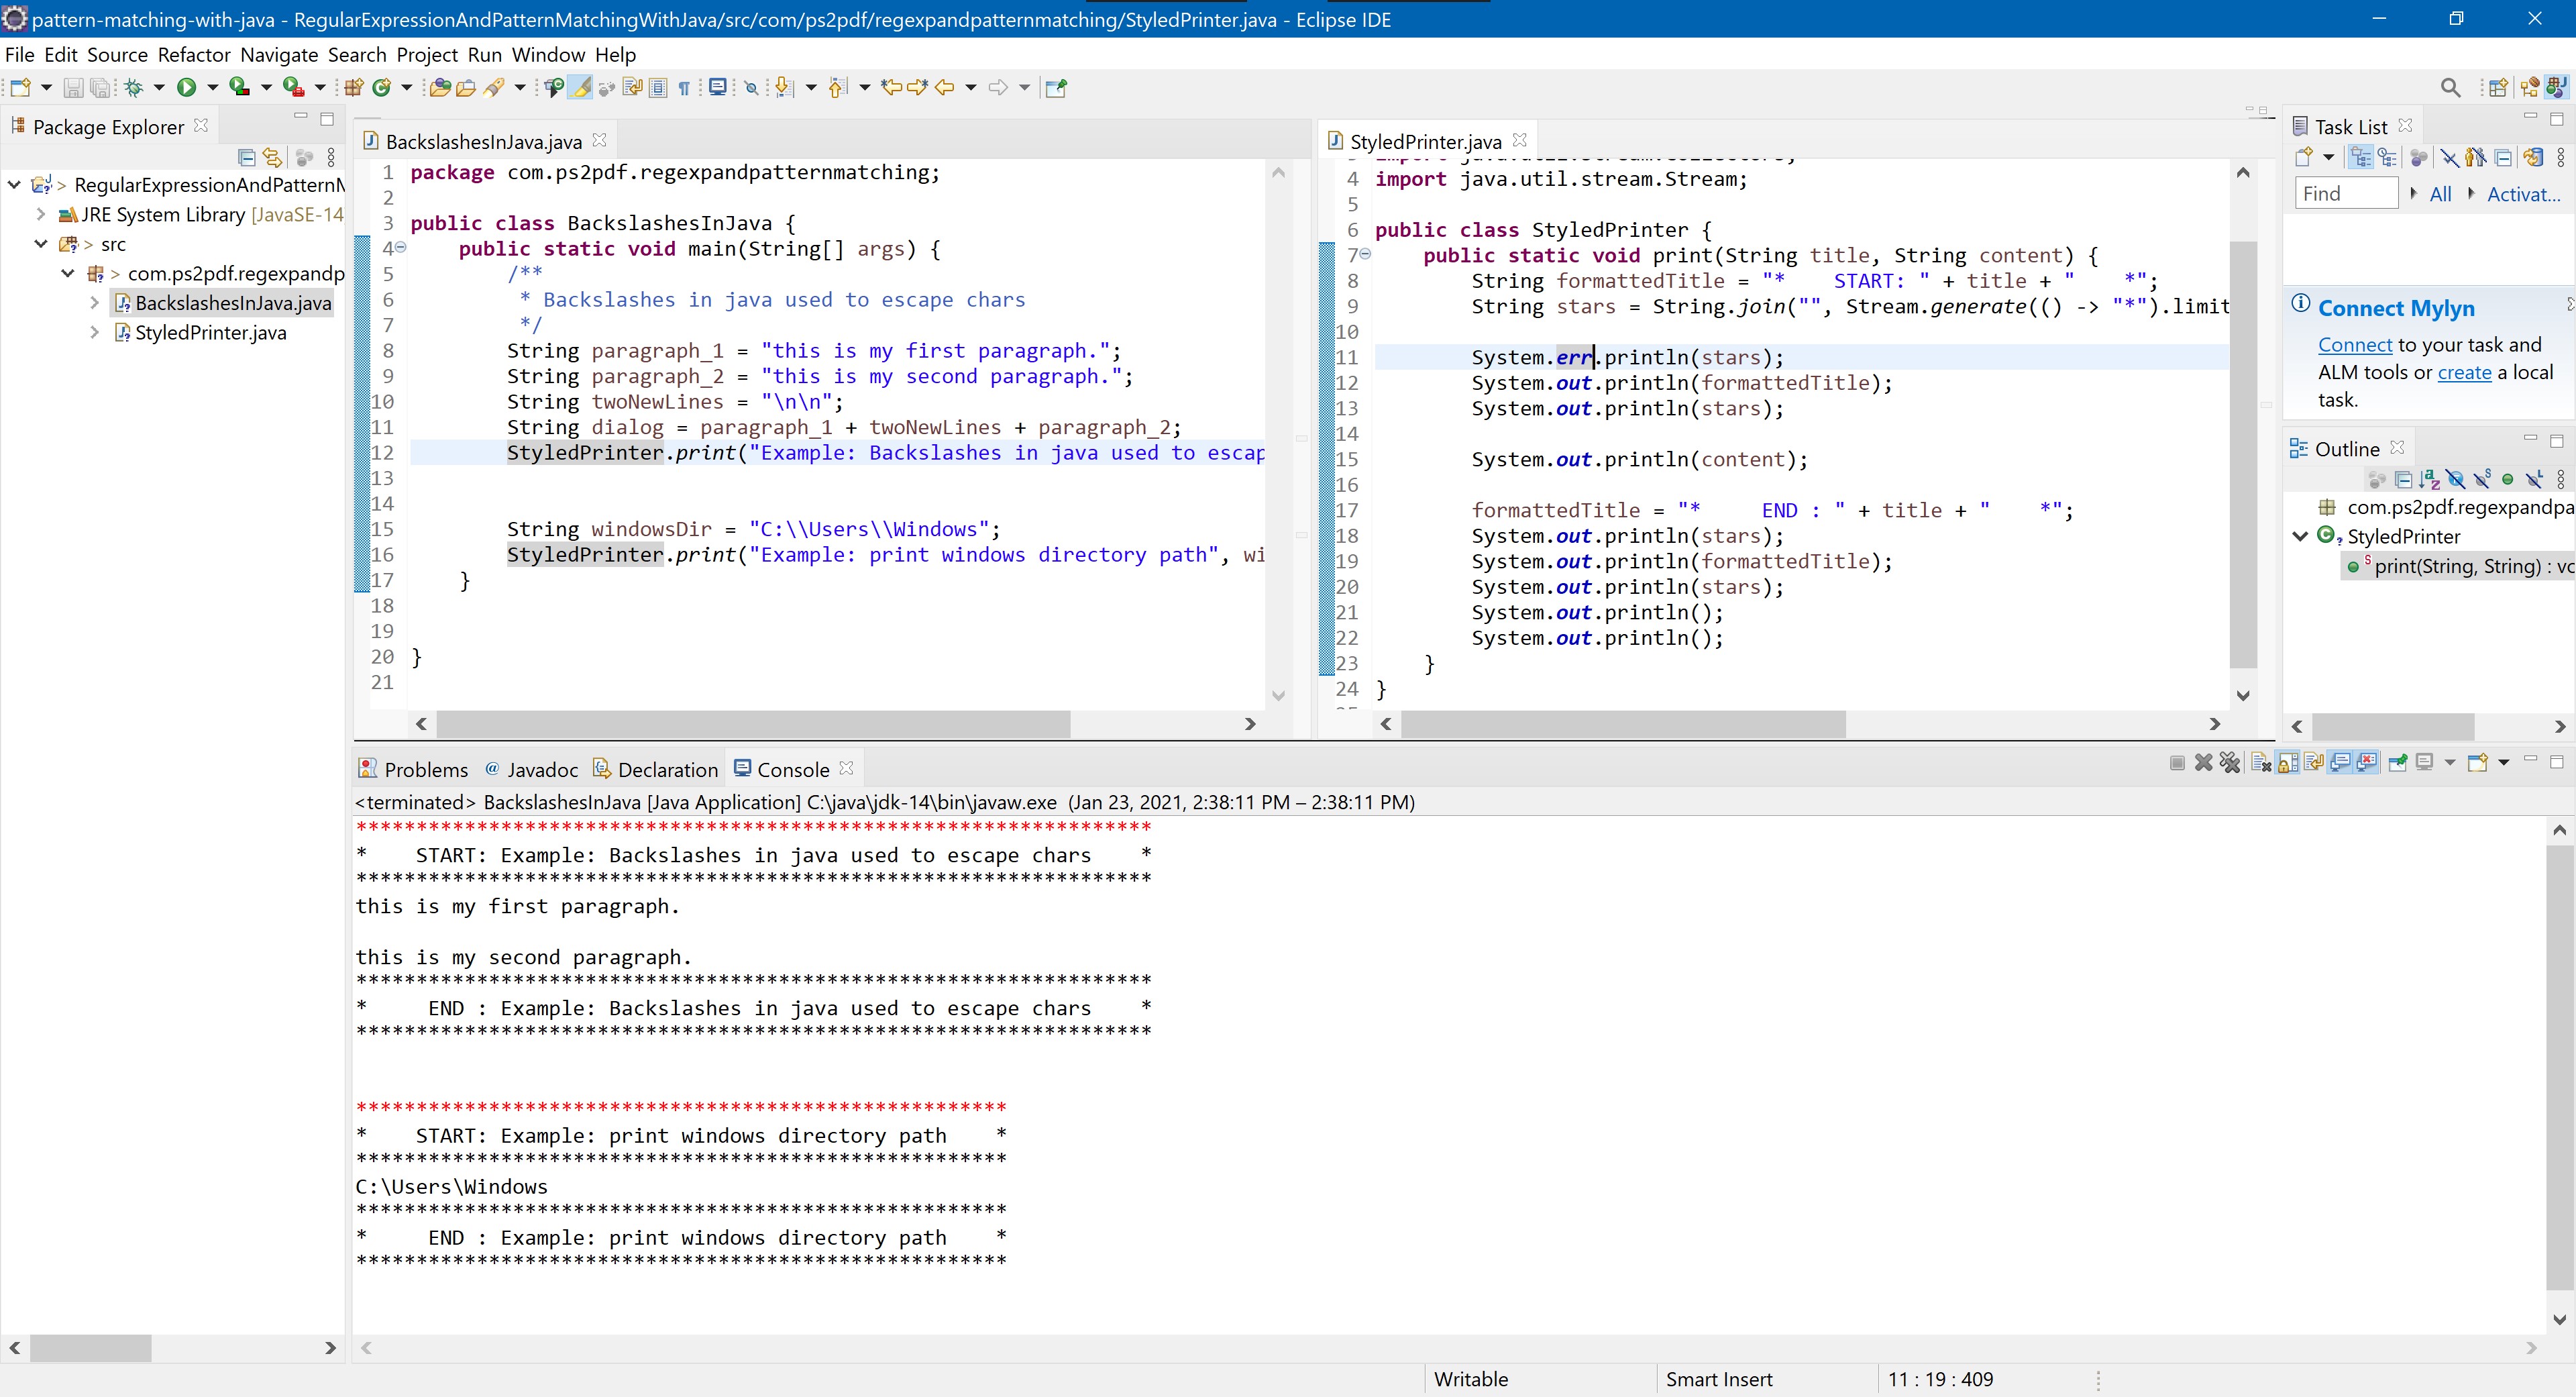 pattern-matching-with-java - RegularExpressionAndPatternMatchingWithJava/src/com/ps2pdf/regexpandpatternmatching/StyledPrinter.java - Eclipse IDE
File Edit Source Refactor Navigate Search Project Run Window Help
Package Explorer
> RegularExpressionAndPatternM
JRE System Library [JavaSE-14
> src
> com.ps2pdf.regexpandp
BackslashesInJava.java
StyledPrinter.java
BackslashesInJava.java
1 package com.ps2pdf.regexpandpatternmatching;
2
3 public class BackslashesInJava {
4     public static void main(String[] args) {
5         /**
6          * Backslashes in java used to escape chars
7          */
8         String paragraph_1 = "this is my first paragraph.";
9         String paragraph_2 = "this is my second paragraph.";
10         String twoNewLines = "\n\n";
11         String dialog = paragraph_1 + twoNewLines + paragraph_2;
12         StyledPrinter.print("Example: Backslashes in java used to escap
13
14
15         String windowsDir = "C:\\Users\\Windows";
16         StyledPrinter.print("Example: print windows directory path", wi
17     }
18
19
20 }
21
StyledPrinter.java
4 import java.util.stream.Stream;
5
6 public class StyledPrinter {
7     public static void print(String title, String content) {
8         String formattedTitle = "*    START: " + title + "    *";
9         String stars = String.join("", Stream.generate(() -> "*").limit
10
11         System.err.println(stars);
12         System.out.println(formattedTitle);
13         System.out.println(stars);
14
15         System.out.println(content);
16
17         formattedTitle = "*     END : " + title + "    *";
18         System.out.println(stars);
19         System.out.println(formattedTitle);
20         System.out.println(stars);
21         System.out.println();
22         System.out.println();
23     }
24 }
Task List
Find All Activat...
Connect Mylyn
Connect to your task and
ALM tools or create a local
task.
Outline
com.ps2pdf.regexpandpa
StyledPrinter
print(String, String) : vo
Problems @ Javadoc Declaration Console
<terminated> BackslashesInJava [Java Application] C:\java\jdk-14\bin\javaw.exe (Jan 23, 2021, 2:38:11 PM – 2:38:11 PM)
******************************************************************
*    START: Example: Backslashes in java used to escape chars    *
******************************************************************
this is my first paragraph.
this is my second paragraph.
******************************************************************
*     END : Example: Backslashes in java used to escape chars    *
******************************************************************
******************************************************
*    START: Example: print windows directory path    *
******************************************************
C:\Users\Windows
******************************************************
*     END : Example: print windows directory path    *
******************************************************
Writable Smart Insert 11 : 19 : 409